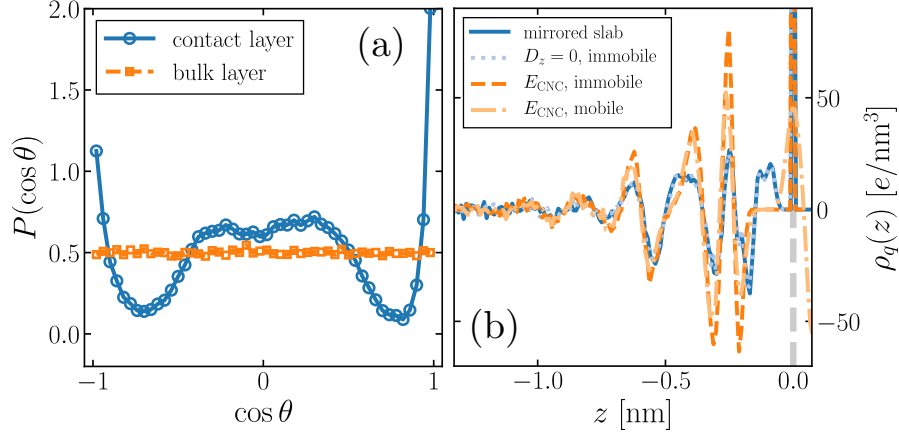 2.0
1.5
1.0
0.5
0.0
P(cos θ)
contact layer
bulk layer
(a)
−1
0
1
cos θ
mirrored slab
D_z = 0, immobile
E_CNC, immobile
E_CNC, mobile
(b)
50
0
−50
ρ_q(z) [e/nm³]
−1.0
−0.5
0.0
z [nm]